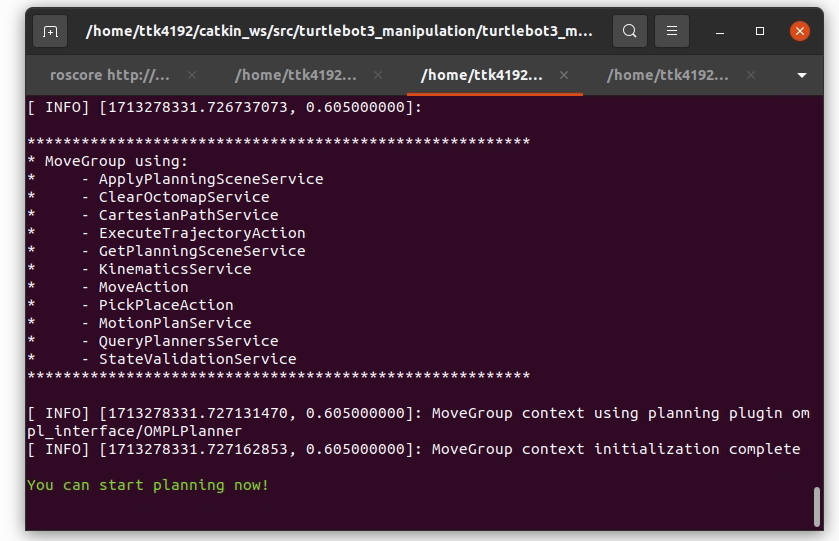 /home/ttk4192/catkin_ws/src/turtlebot3_manipulation/turtlebot3_m...
roscore http://... × /home/ttk4192... × /home/ttk4192... × /home/ttk4192... ×
[ INFO] [1713278331.726737073, 0.605000000]:
********************************************************
* MoveGroup using:
*     - ApplyPlanningSceneService
*     - ClearOctomapService
*     - CartesianPathService
*     - ExecuteTrajectoryAction
*     - GetPlanningSceneService
*     - KinematicsService
*     - MoveAction
*     - PickPlaceAction
*     - MotionPlanService
*     - QueryPlannersService
*     - StateValidationService
********************************************************
[ INFO] [1713278331.727131470, 0.605000000]: MoveGroup context using planning plugin om
pl_interface/OMPLPlanner
[ INFO] [1713278331.727162853, 0.605000000]: MoveGroup context initialization complete
You can start planning now!